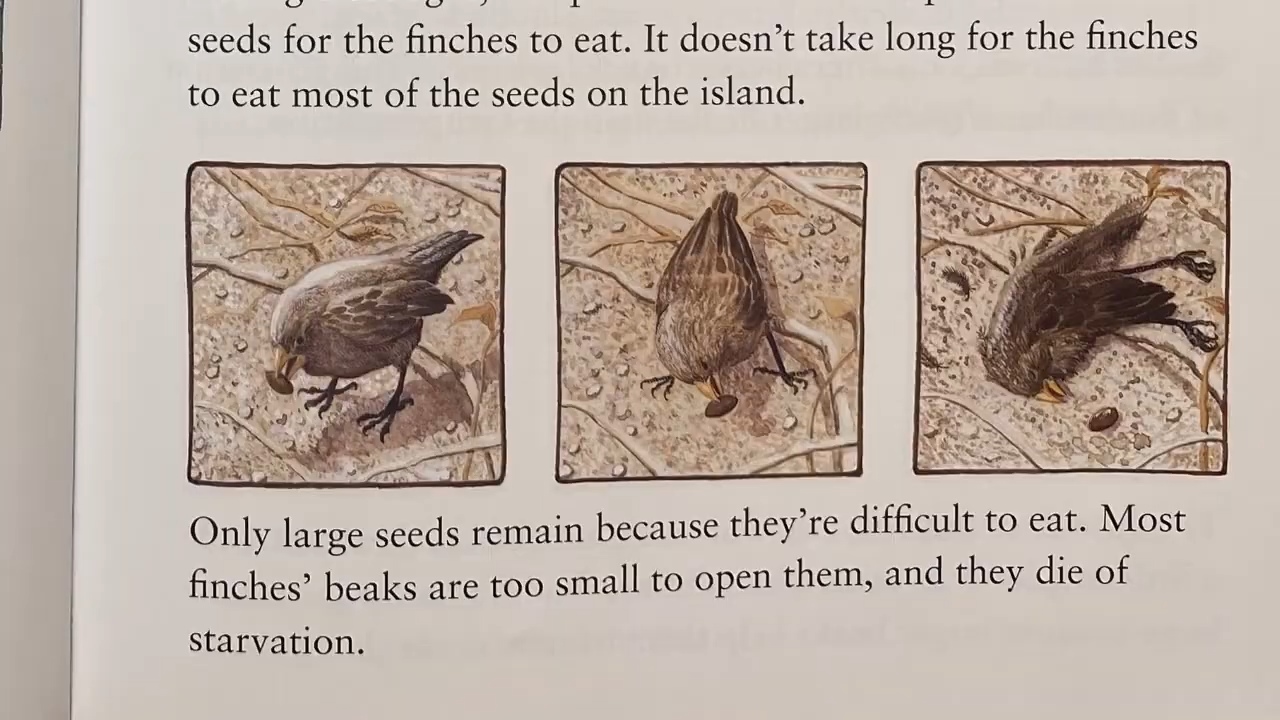 seeds for the finches to eat. It doesn't take long for the finches
to eat most of the seeds on the island.
Only large seeds remain because they're difficult to eat. Most
finches' beaks are too small to open them, and they die of
starvation.